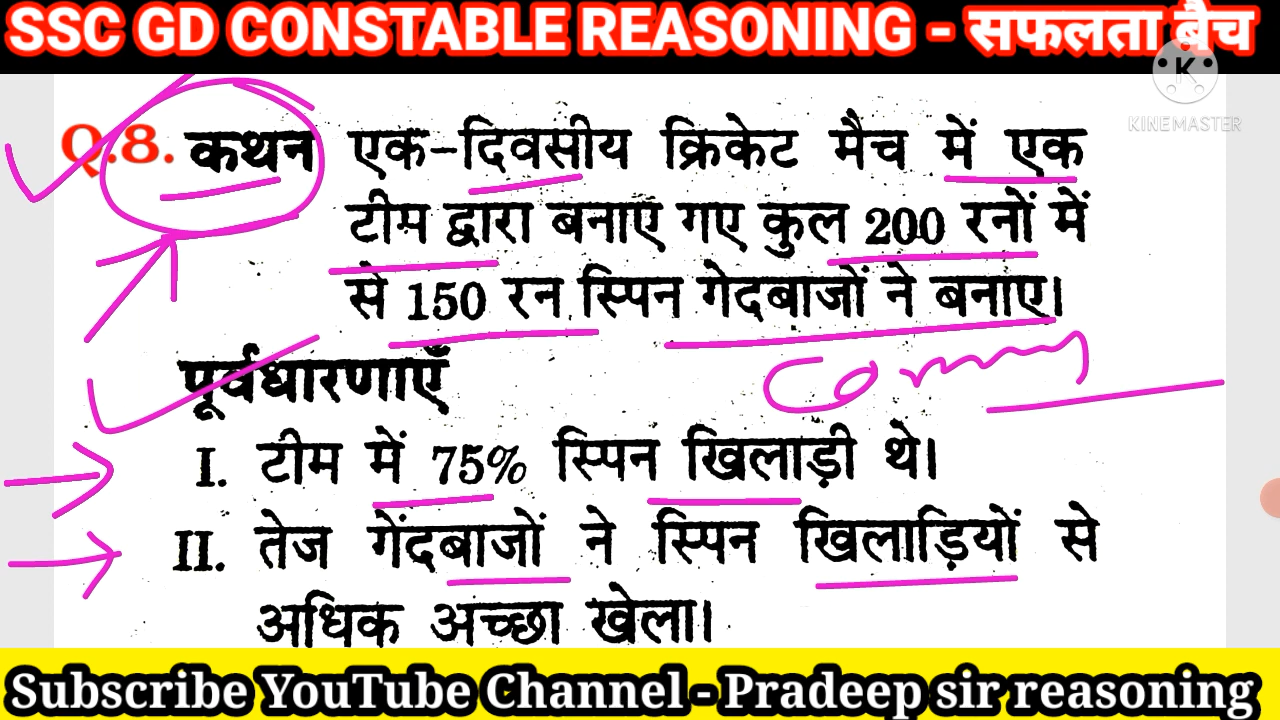 SSC GD CONSTABLE REASONING - सफलता बैच
K
KINEMASTER
Q.8. कथन एक-दिवसीय क्रिकेट मैच में एक
टीम द्वारा बनाए गए कुल 200 रनों में
से 150 रन स्पिन गेदबाजों ने बनाए।
पूर्वधारणाएँ
I. टीम में 75% स्पिन खिलाड़ी थे।
II. तेज गेंदबाजों ने स्पिन खिलाड़ियों से
अधिक अच्छा खेला।
Subscribe YouTube Channel - Pradeep sir reasoning